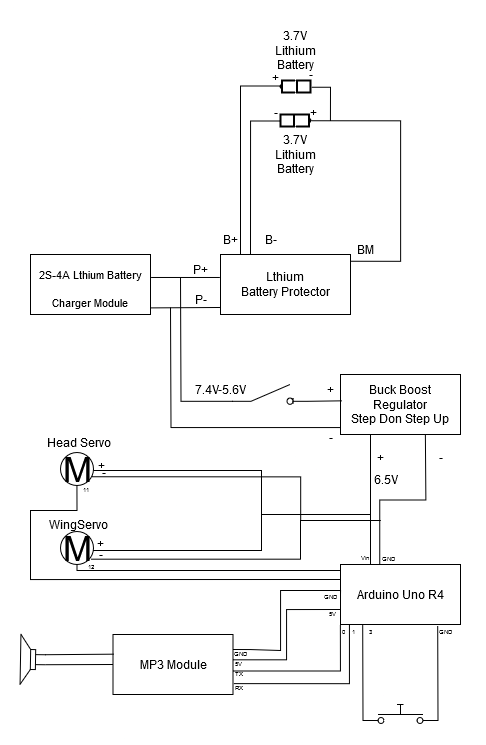 3.7V
Lithium
Battery
+
-
-
+
3.7V
Lithium
Battery
B+
B-
BM
P+
P-
2S-4A Lthium Battery
Charger Module
Lthium
Battery Protector
7.4V-5.6V
+
-
Buck Boost
Regulator
Step Don Step Up
+
-
6.5V
Head Servo
M
+
-
11
WingServo
M
+
-
12
Vin
GND
Arduino Uno R4
GND
5V
0
1
3
GND
MP3 Module
GND
5V
TX
RX